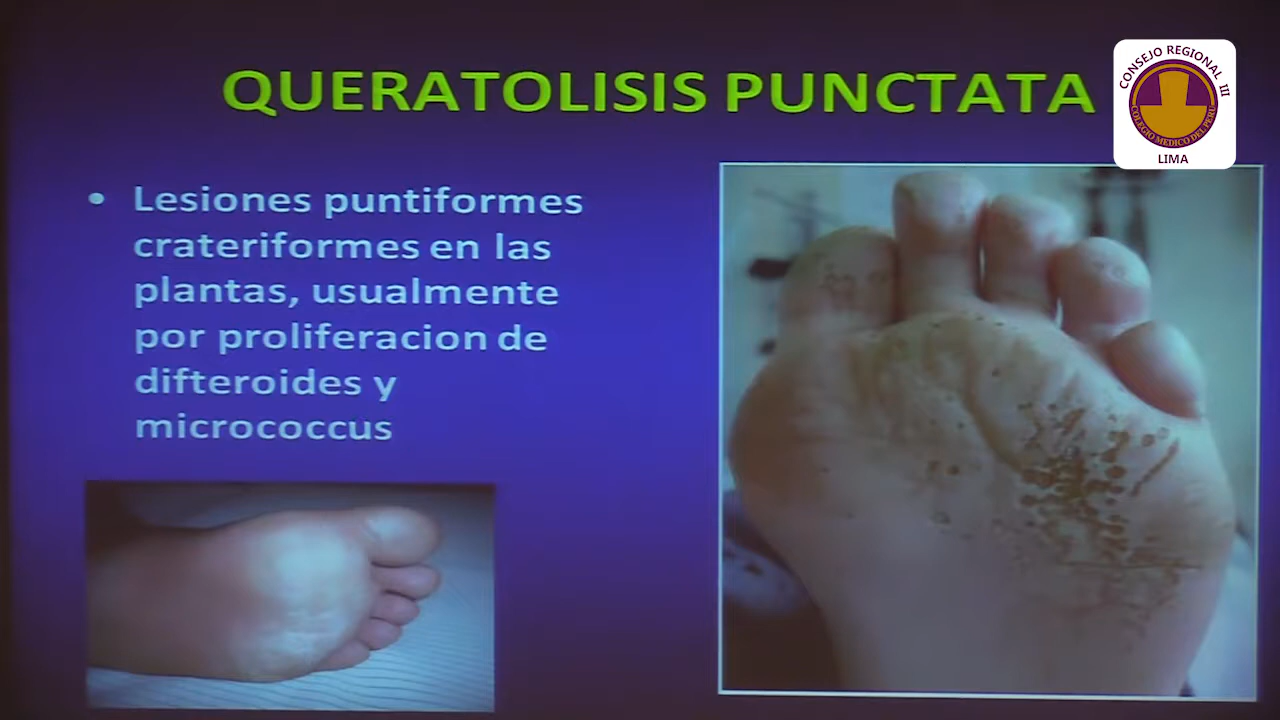 QUERATOLISIS PUNCTATA
CONSEJO REGIONAL III
COLEGIO MEDICO DEL PERU
LIMA
• Lesiones puntiformes
crateriformes en las
plantas, usualmente
por proliferacion de
difteroides y
micrococcus